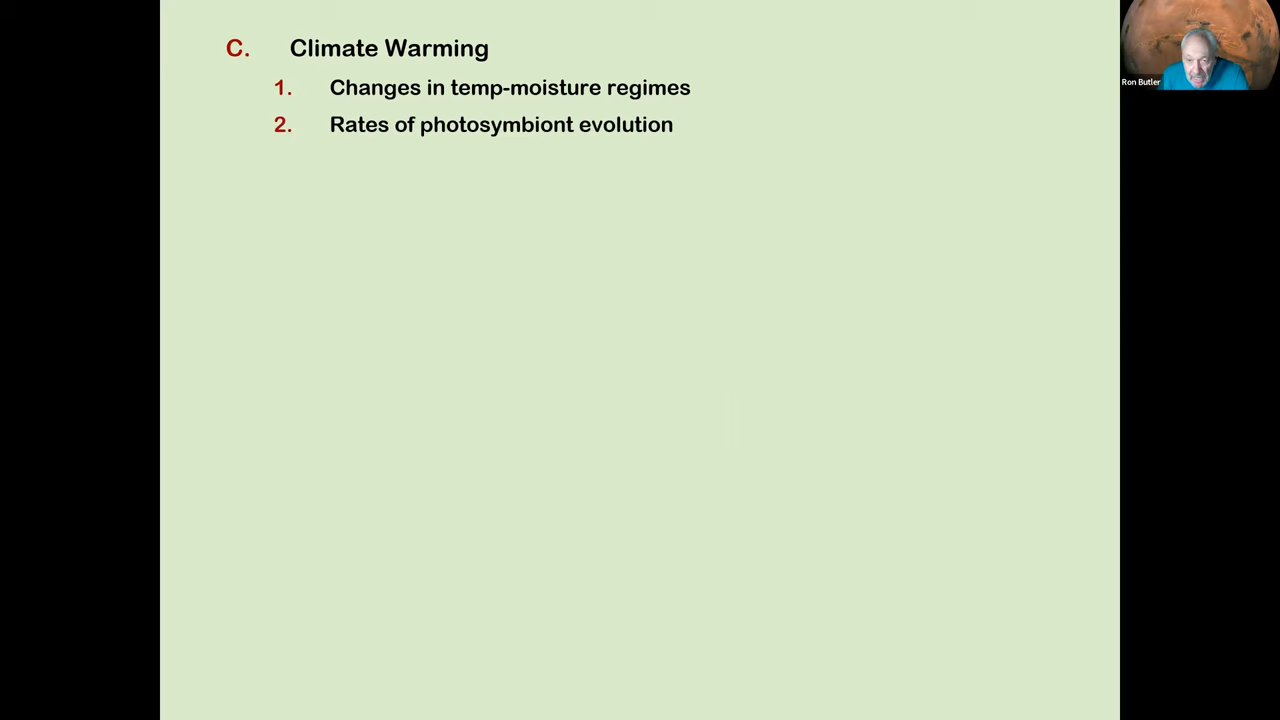 C. Climate Warming
1. Changes in temp-moisture regimes
2. Rates of photosymbiont evolution
Ron Butler